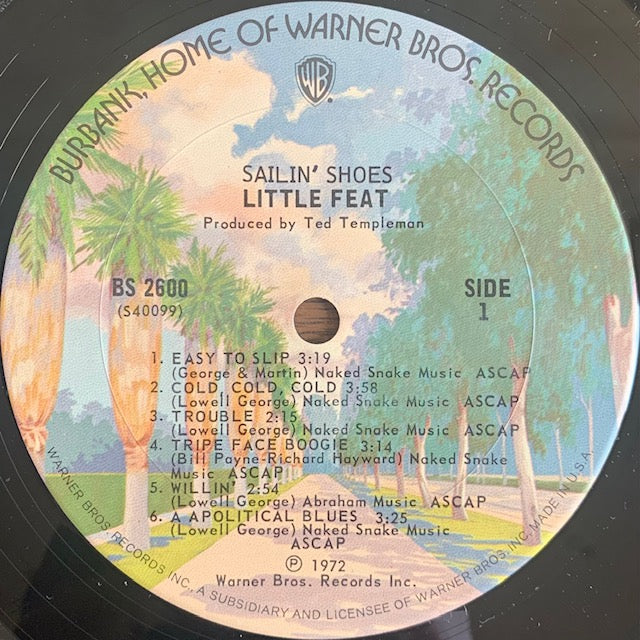 BURBANK, HOME OF WARNER BROS. RECORDS
WB
SAILIN' SHOES
LITTLE FEAT
Produced by Ted Templeman
BS 2600
(S40099)
SIDE
1
1. EASY TO SLIP 3:19
(George & Martin) Naked Snake Music ASCAP
2. COLD, COLD, COLD 3:58
(Lowell George) Naked Snake Music ASCAP
3. TROUBLE 2:15
(Lowell George) Naked Snake Music ASCAP
4. TRIPE FACE BOOGIE 3:14
(Bill Payne-Richard Hayward) Naked Snake
Music ASCAP
5. WILLIN' 2:54
(Lowell George) Abraham Music ASCAP
6. A APOLITICAL BLUES 3:25
(Lowell George) Naked Snake Music
ASCAP
℗ 1972
Warner Bros. Records Inc.
WARNER BROS. RECORDS INC., A SUBSIDIARY AND LICENSEE OF WARNER BROS. INC. MADE IN U.S.A.